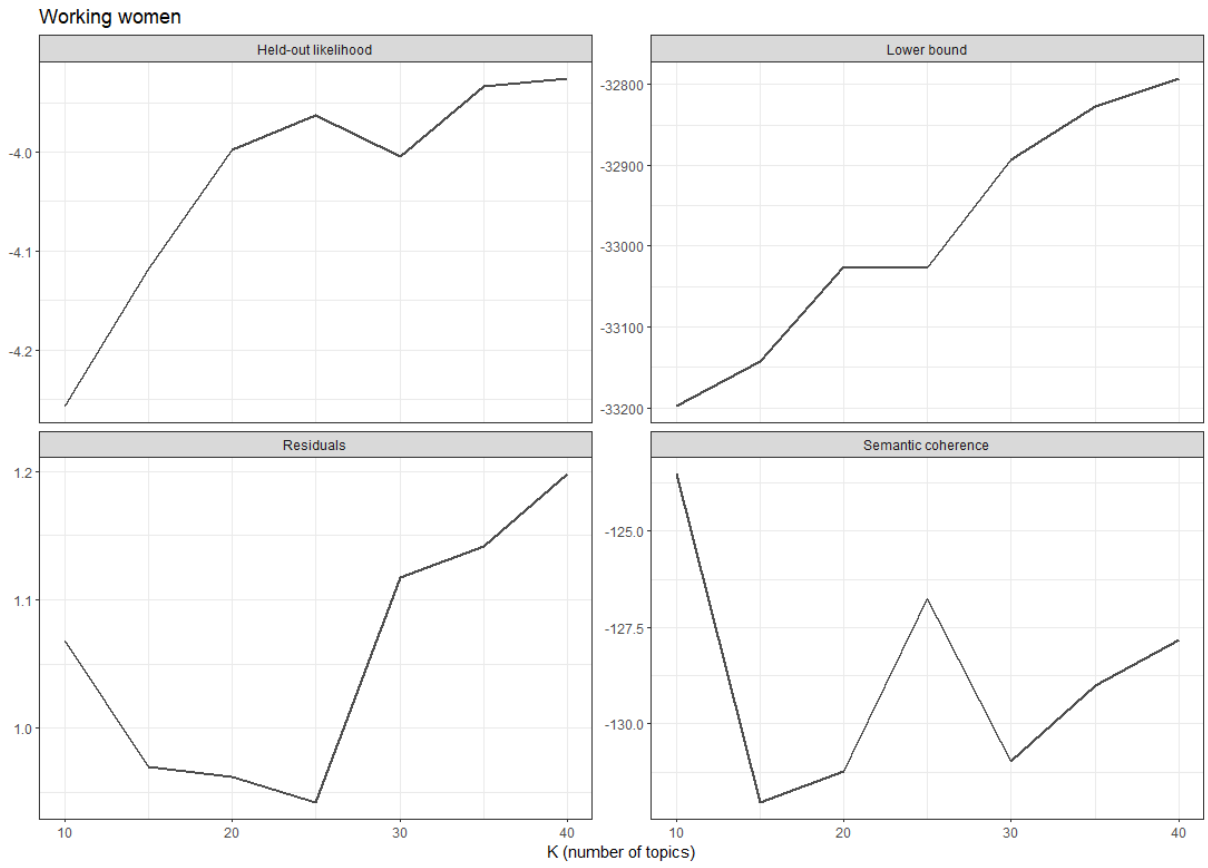 Working women
Held-out likelihood
Lower bound
-4.0
-4.1
-4.2
-32800
-32900
-33000
-33100
-33200
Residuals
Semantic coherence
1.2
1.1
1.0
-125.0
-127.5
-130.0
10 20 30 40
10 20 30 40
K (number of topics)